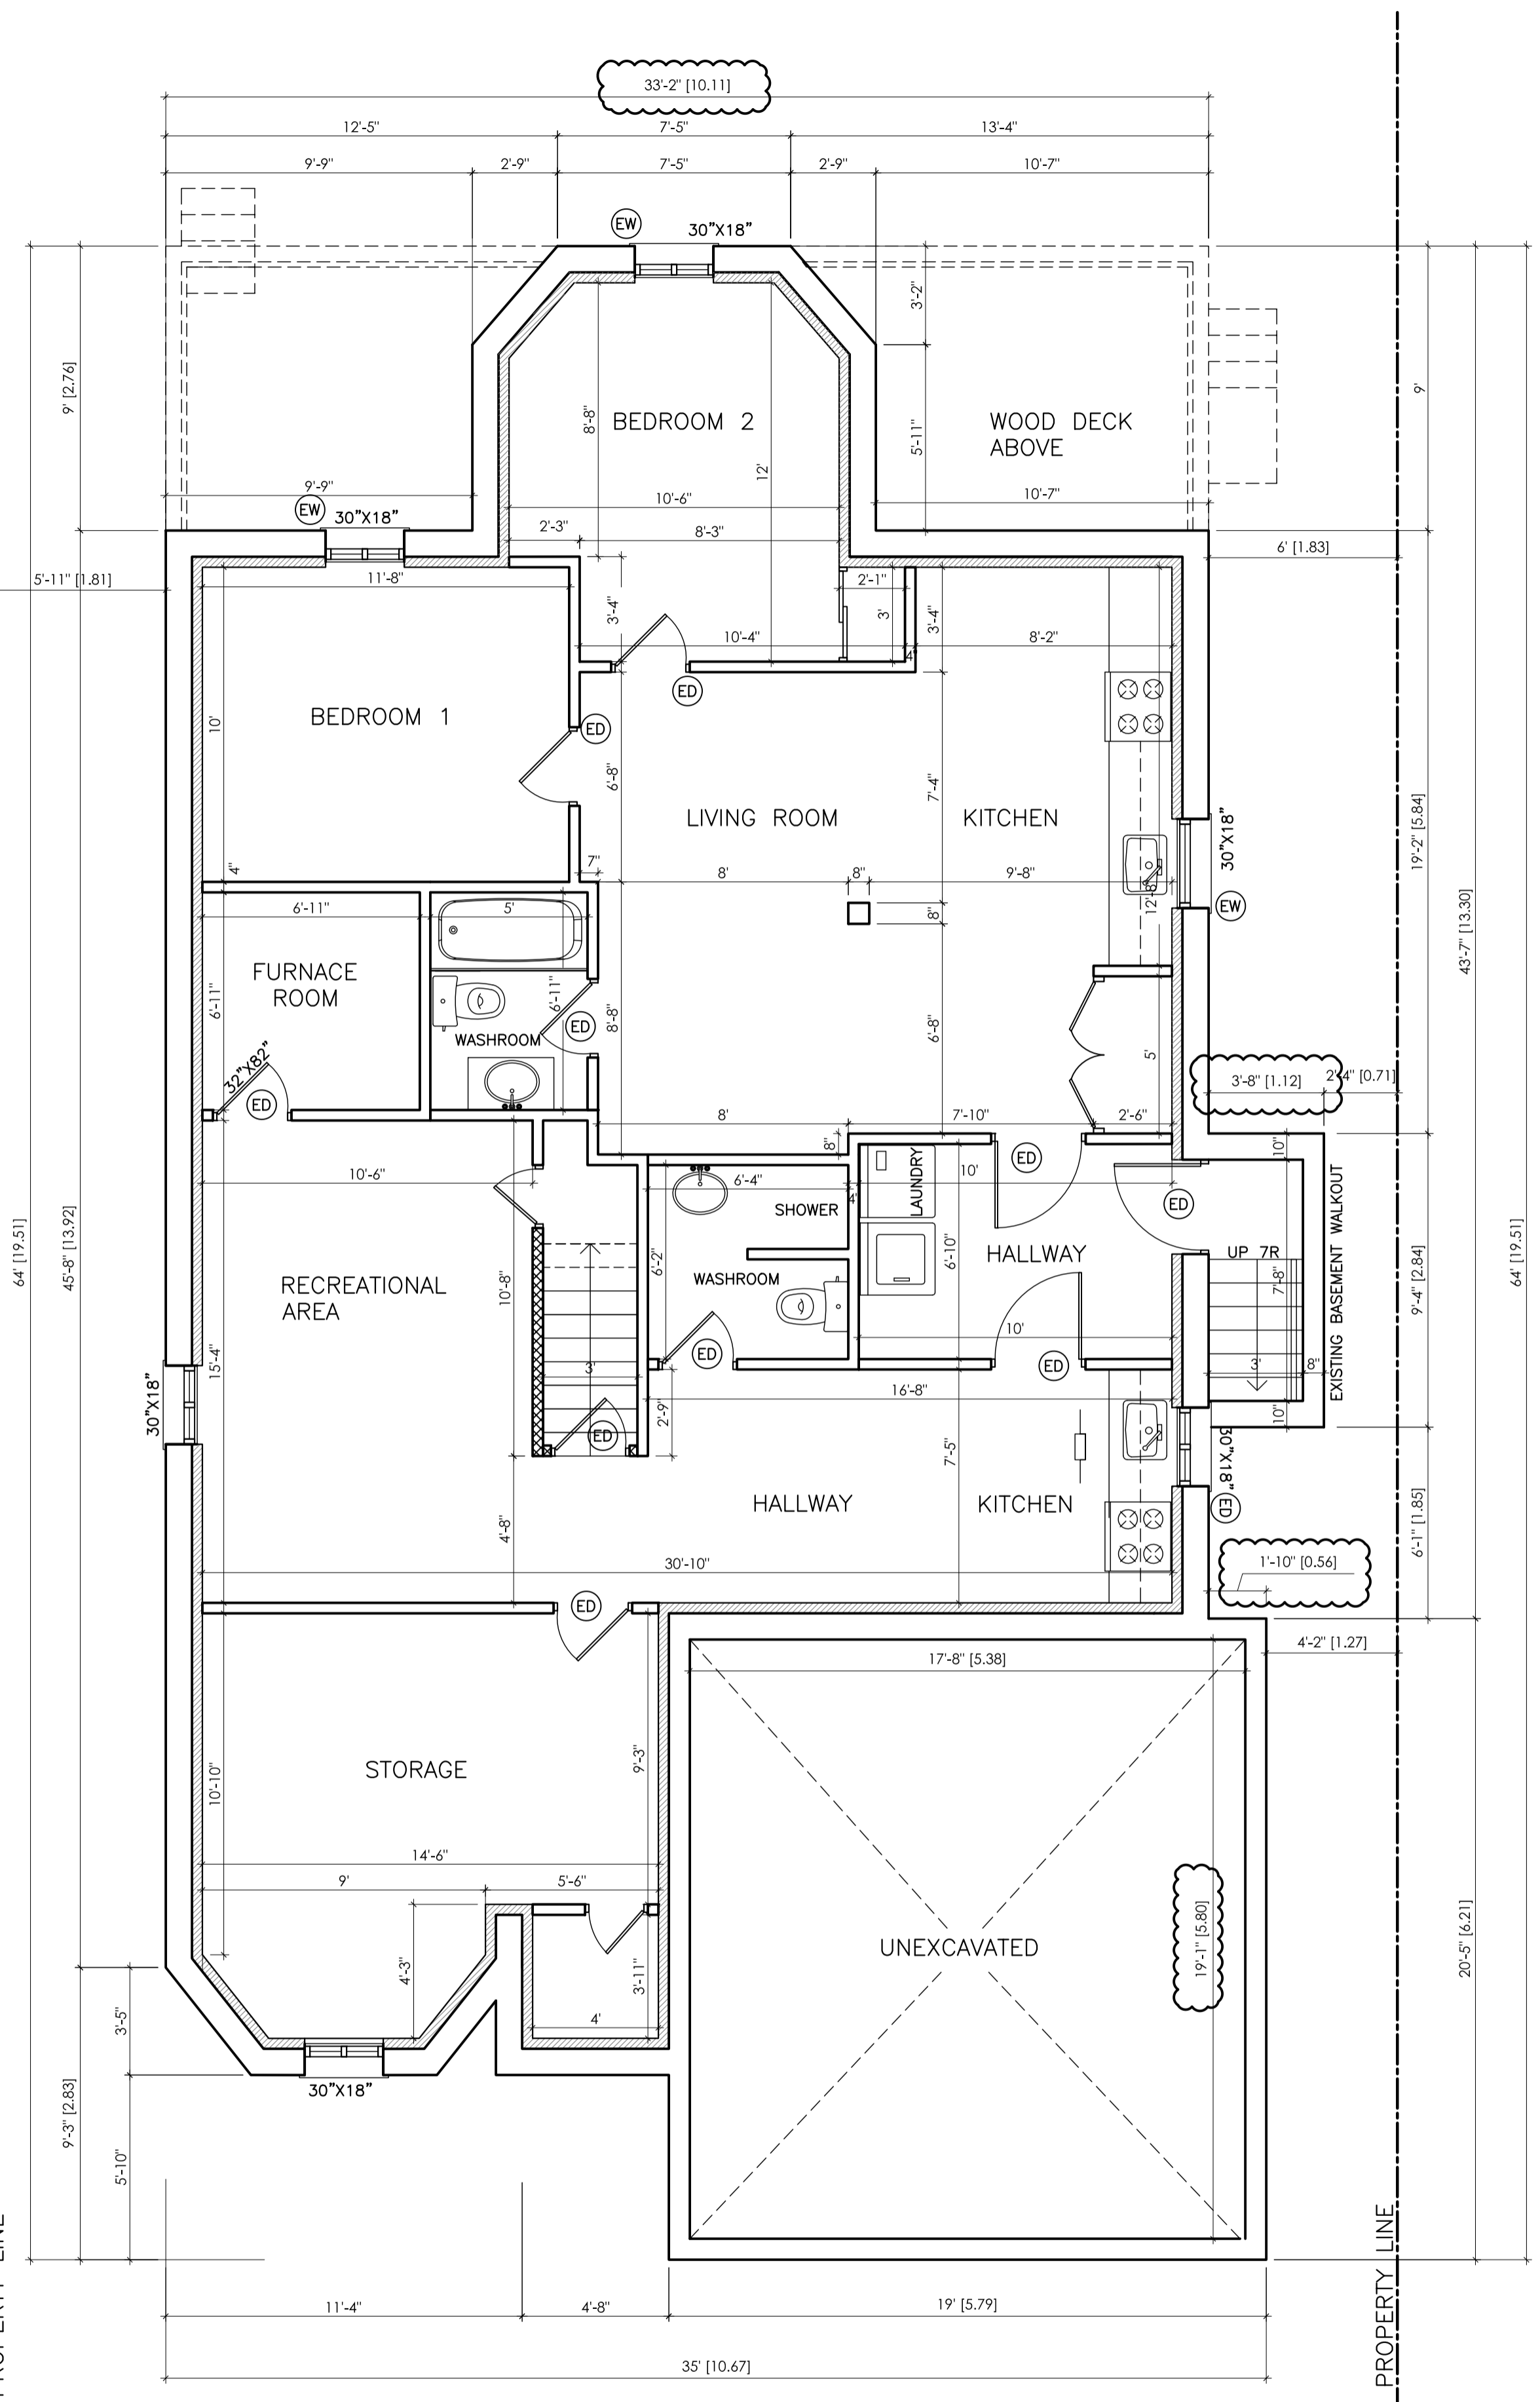 33'-2" [10.11]
12'-5" 7'-5" 13'-4"
9'-9" 2'-9" 7'-5" 2'-9" 10'-7"
EW 30”X18”
3'-2"
9' [2.76]
9'
8'-8"
BEDROOM 2
12'
5'-11"
WOOD DECK
ABOVE
9'-9"
10'-6"
10'-7"
EW 30”X18”
2'-3" 8'-3"
6' [1.83]
5'-11" [1.81]
11'-8"
2'-1"
3'-4"
3'
3'-4"
10'-4"
8'-2"
4"
ED
BEDROOM 1
10'
ED
6'-8"
7'-4"
LIVING ROOM
KITCHEN
30”X18”
19'-2" [5.84]
4"
7"
8' 8" 9'-8"
12'-8"
EW
6'-11"
5'
8"
43'-7" [13.30]
FURNACE
ROOM
6'-11"
6'-11"
WASHROOM
ED
8'-8"
6'-8"
5'
32”X82”
ED
3'-8" [1.12]
2'-4" [0.71]
8' 7'-10" 2'-6"
8"
10"
10'-6"
6'-4"
4"
SHOWER
LAUNDRY
10'
ED
ED
EXISTING BASEMENT WALKOUT
64' [19.51]
45'-8" [13.92]
RECREATIONAL
AREA
10'-8"
6'-2"
WASHROOM
6'-10"
HALLWAY
UP 7R
7'-8"
9'-4" [2.84]
64' [19.51]
15'-4"
3'
ED
10'
ED
3' 8"
30”X18”
2'-9"
16'-8"
10"
ED
7'-5"
30”X18”
ED
HALLWAY
KITCHEN
4'-8"
6'-1" [1.85]
30'-10"
1'-10" [0.56]
ED
4'-2" [1.27]
17'-8" [5.38]
STORAGE
9'-3"
10'-10"
14'-6"
9' 5'-6"
4'-3"
3'-11"
4'
UNEXCAVATED
19'-1" [5.80]
20'-5" [6.21]
3'-5"
30”X18”
9'-3" [2.83]
5'-10"
PROPERTY LINE
PROPERTY LINE
11'-4" 4'-8" 19' [5.79]
35' [10.67]